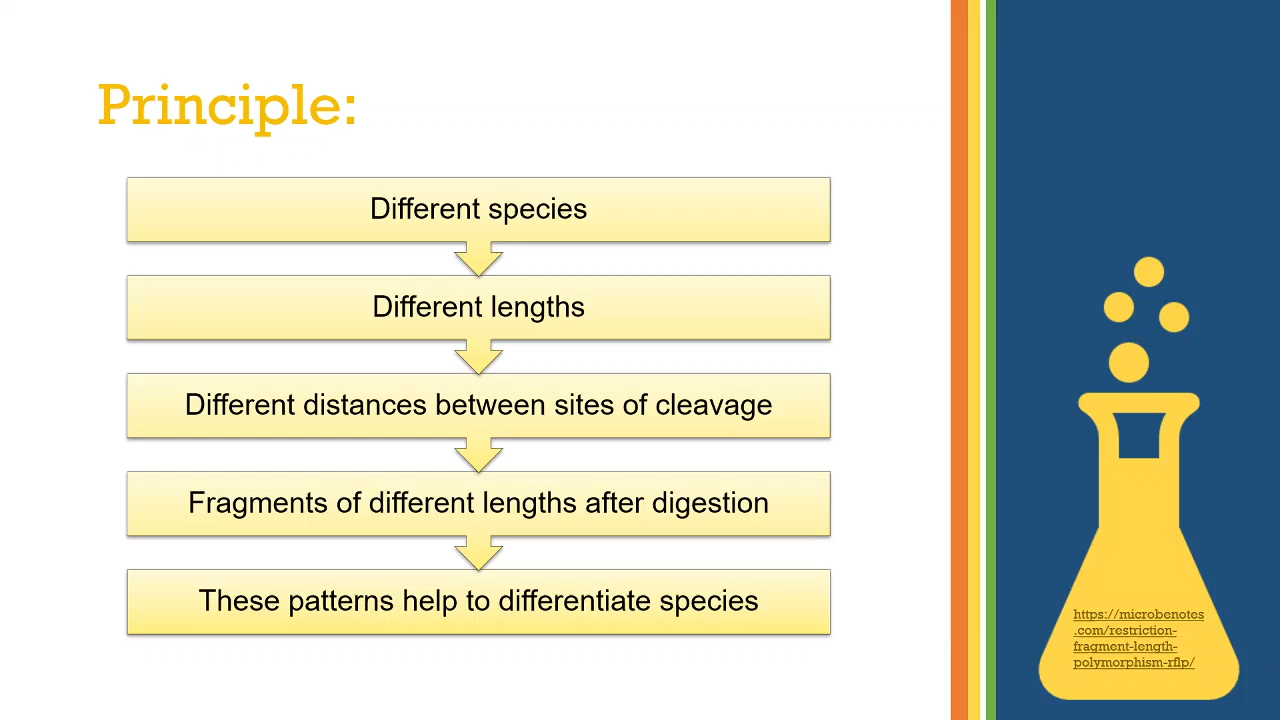 Principle:
Different species
Different lengths
Different distances between sites of cleavage
Fragments of different lengths after digestion
These patterns help to differentiate species
https://microbenotes
.com/restriction-
fragment-length-
polymorphism-rflp/